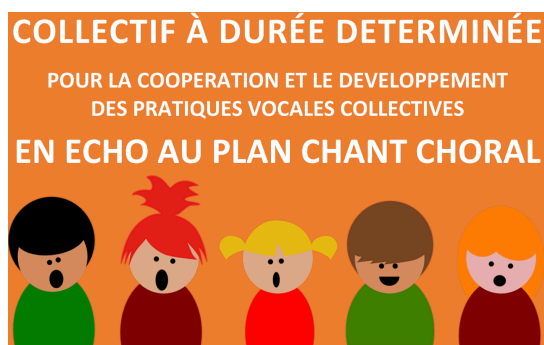 COLLECTIF À DURÉE DETERMINÉE
POUR LA COOPERATION ET LE DEVELOPPEMENT
DES PRATIQUES VOCALES COLLECTIVES
EN ECHO AU PLAN CHANT CHORAL